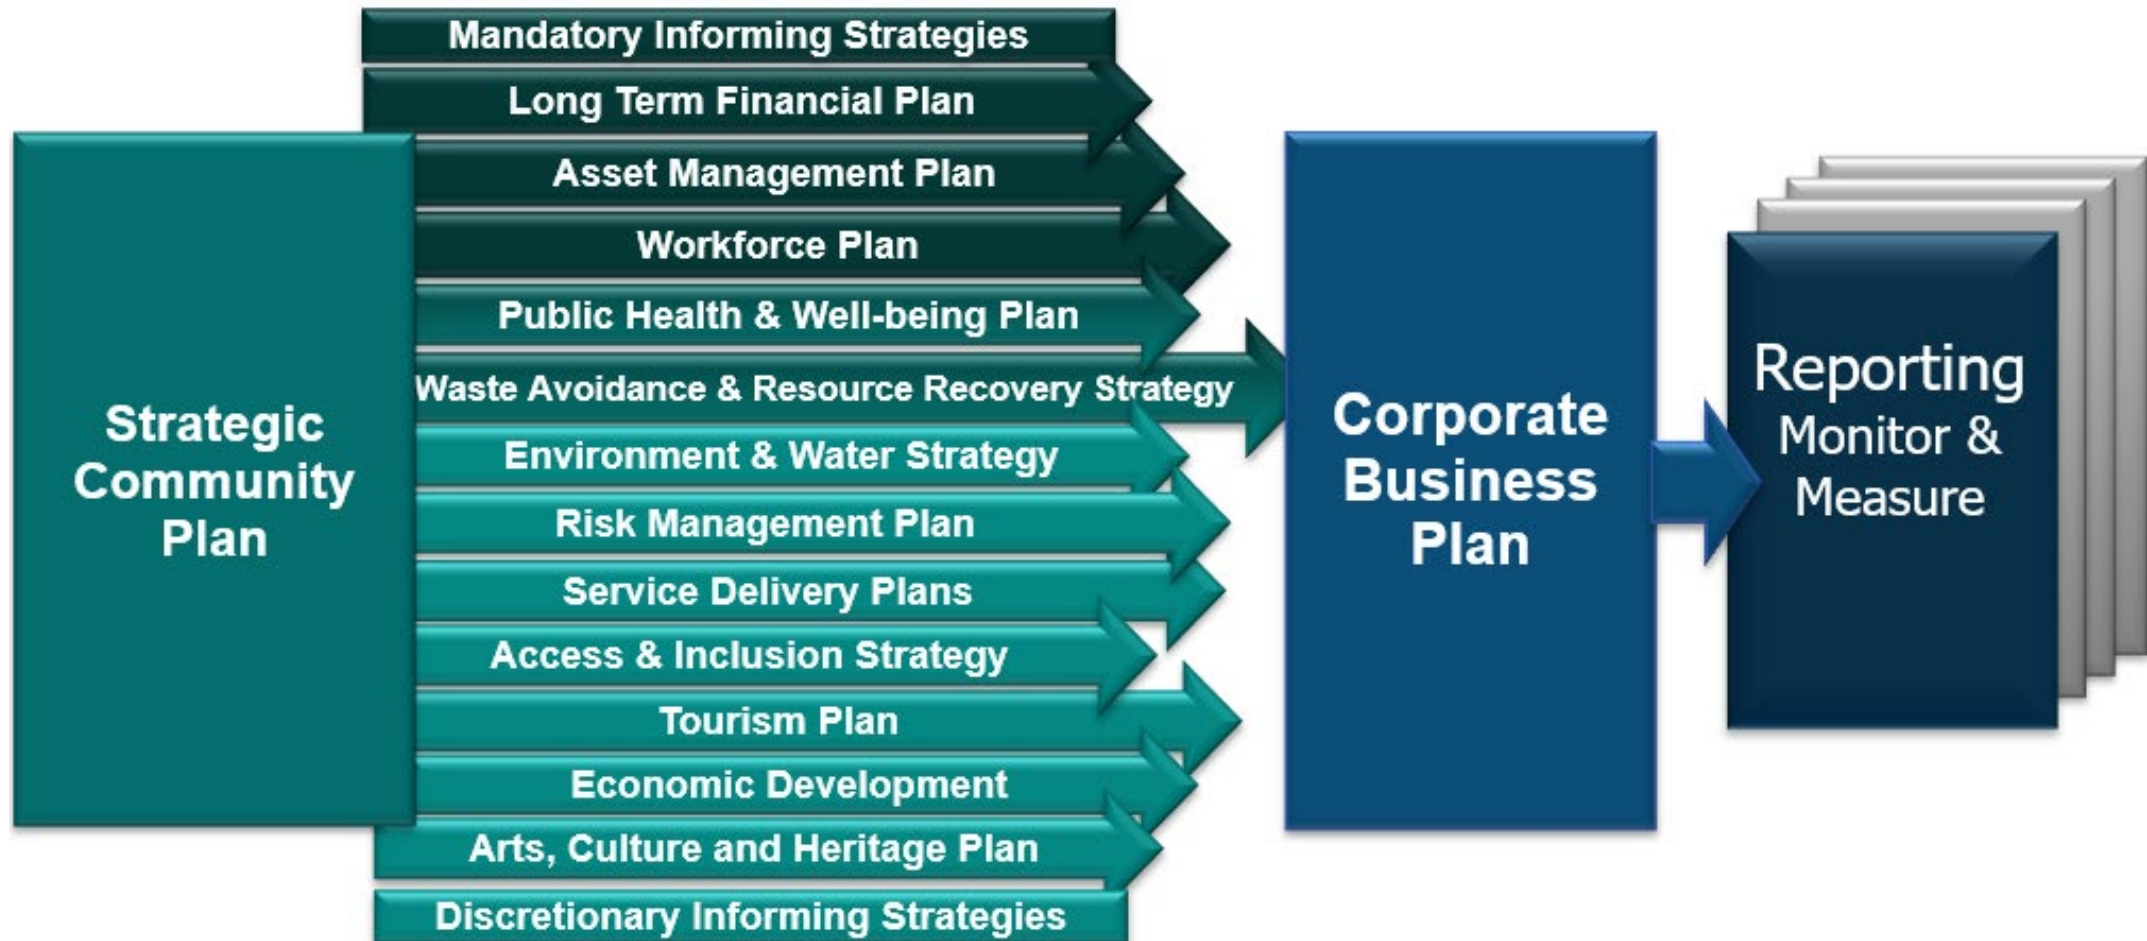 Mandatory Informing Strategies
Long Term Financial Plan
Asset Management Plan
Workforce Plan
Public Health & Well-being Plan
Waste Avoidance & Resource Recovery Strategy
Environment & Water Strategy
Risk Management Plan
Service Delivery Plans
Access & Inclusion Strategy
Tourism Plan
Economic Development
Arts, Culture and Heritage Plan
Discretionary Informing Strategies
Strategic
Community
Plan
Corporate
Business
Plan
Reporting
Monitor &
Measure